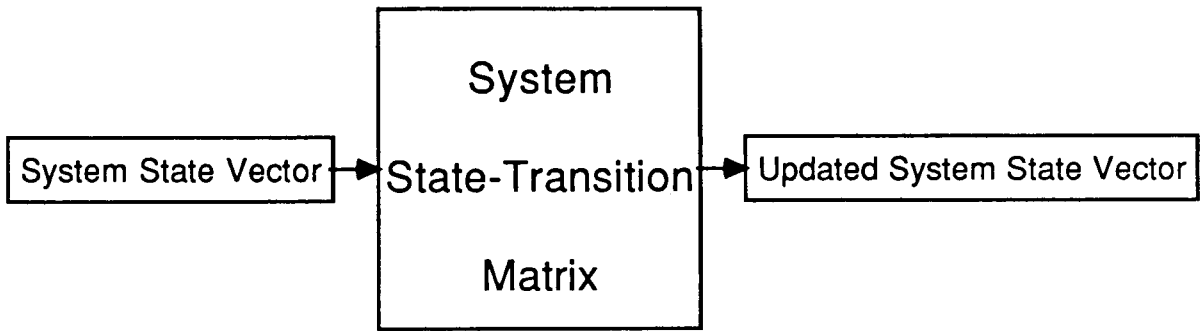 System State Vector
System
State-Transition
Matrix
Updated System State Vector